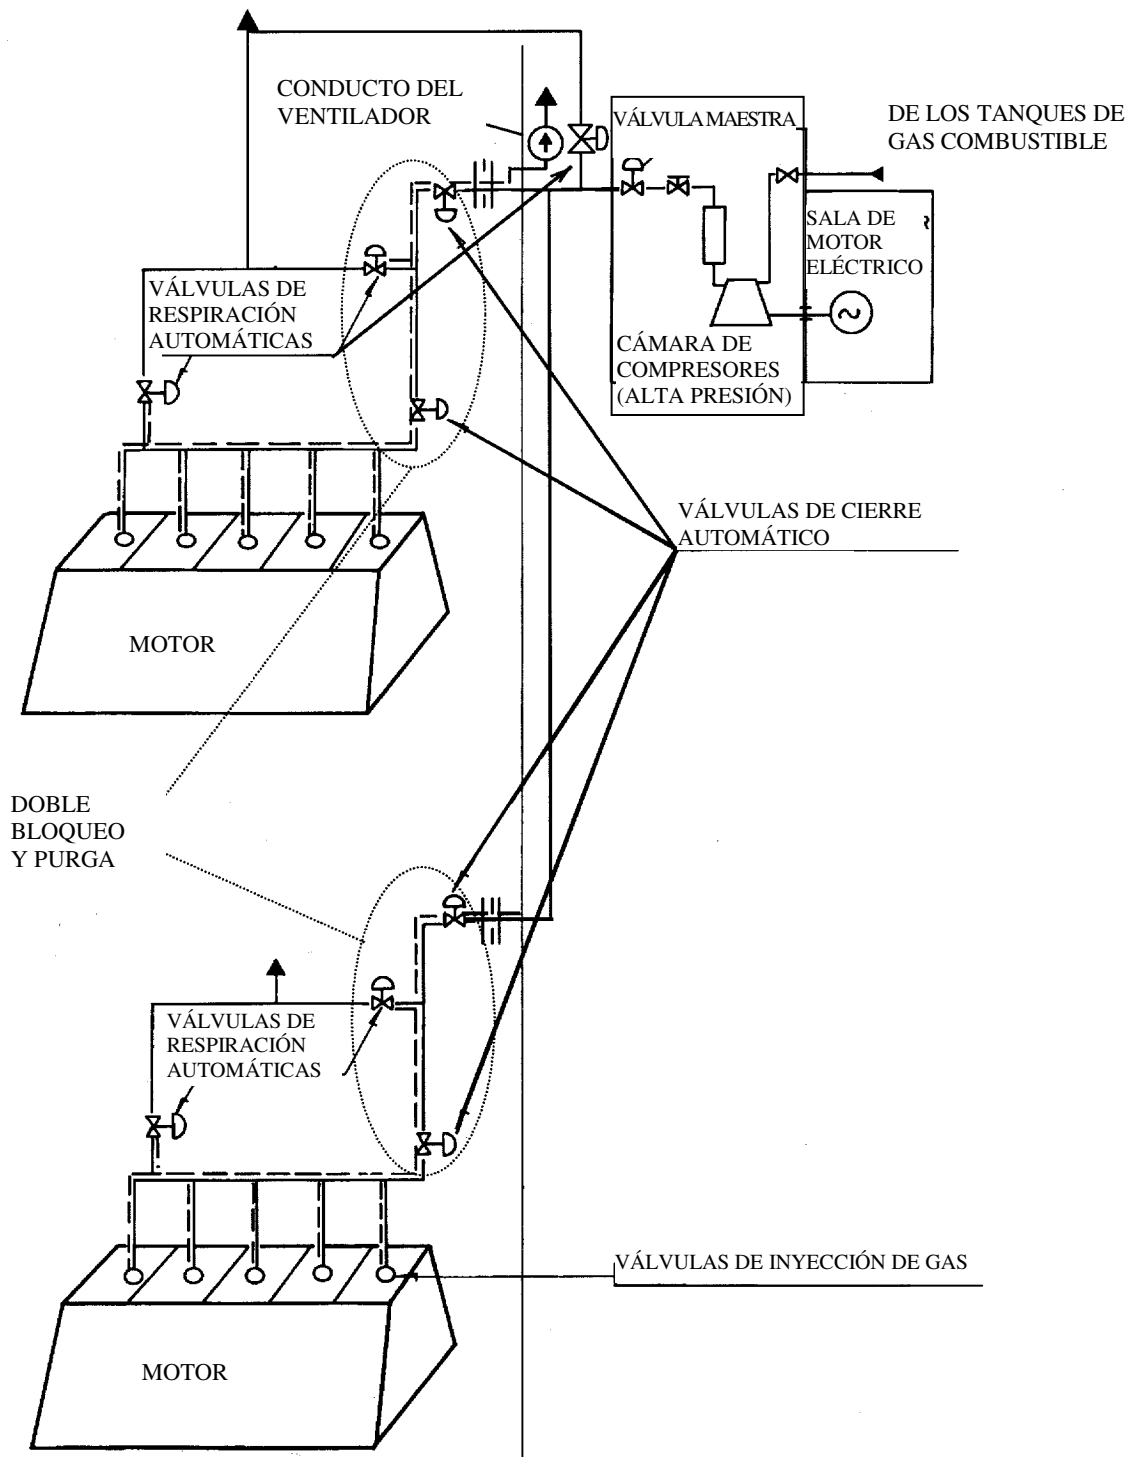 CONDUCTO DEL
VENTILADOR
VÁLVULA MAESTRA
DE LOS TANQUES DE
GAS COMBUSTIBLE
SALA DE
MOTOR
ELÉCTRICO
VÁLVULAS DE
RESPIRACIÓN
AUTOMÁTICAS
CÁMARA DE
COMPRESORES
(ALTA PRESIÓN)
VÁLVULAS DE CIERRE
AUTOMÁTICO
MOTOR
DOBLE
BLOQUEO
Y PURGA
VÁLVULAS DE
RESPIRACIÓN
AUTOMÁTICAS
VÁLVULAS DE INYECCIÓN DE GAS
MOTOR